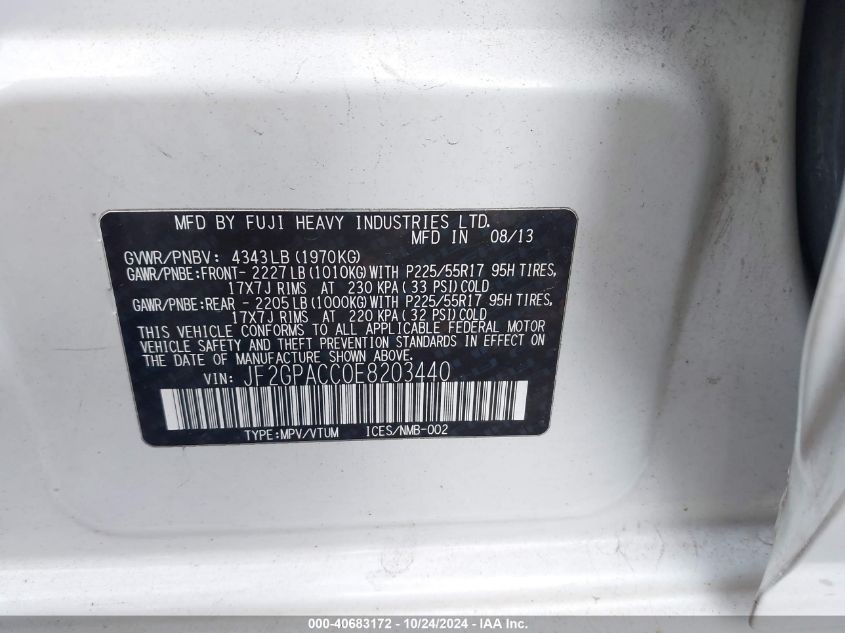 MFD BY FUJI HEAVY INDUSTRIES LTD.
MFD IN 08/13
GVWR/PNBV: 4343LB(1970KG)
GAWR/PNBE:FRONT- 2227LB(1010KG)WITH P225/55R17 95H TIRES,
17X7J RIMS AT 230 KPA(33 PSI)COLD
GAWR/PNBE:REAR - 2205LB(1000KG)WITH P225/55R17 95H TIRES,
17X7J RIMS AT 220 KPA(32 PSI)COLD
THIS VEHICLE CONFORMS TO ALL APPLICABLE FEDERAL MOTOR
VEHICLE SAFETY AND THEFT PREVENTION STANDARDS IN EFFECT ON
THE DATE OF MANUFACTURE SHOWN ABOVE.
VIN: JF2GPACC0E8203440
TYPE:MPV/VTUM ICES/NMB-002
000-40683172 - 10/24/2024 - IAA Inc.